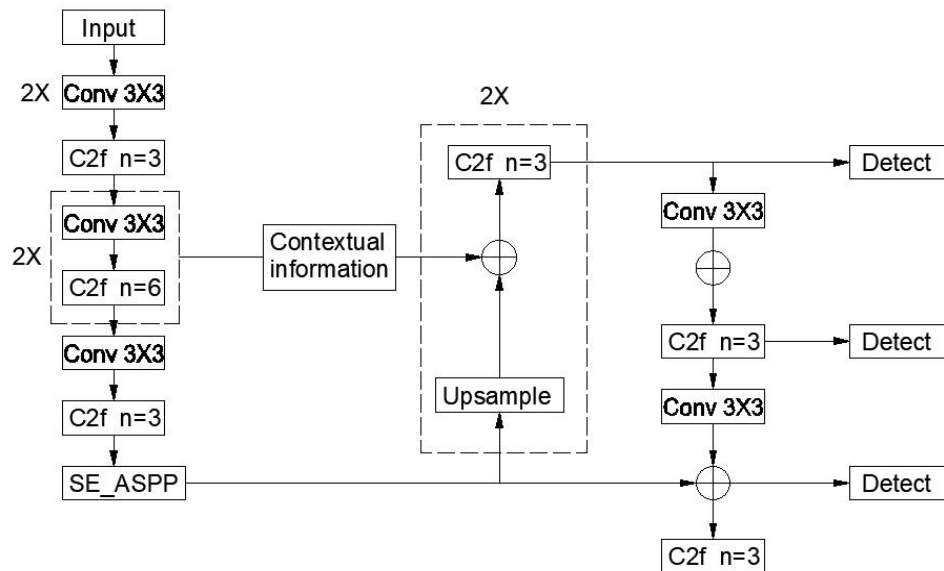 Input
2X
Conv 3X3
C2f n=3
2X
Conv 3X3
C2f n=6
Conv 3X3
C2f n=3
SE_ASPP
Contextual
information
2X
C2f n=3
Upsample
Detect
Conv 3X3
C2f n=3
Detect
Conv 3X3
Detect
C2f n=3